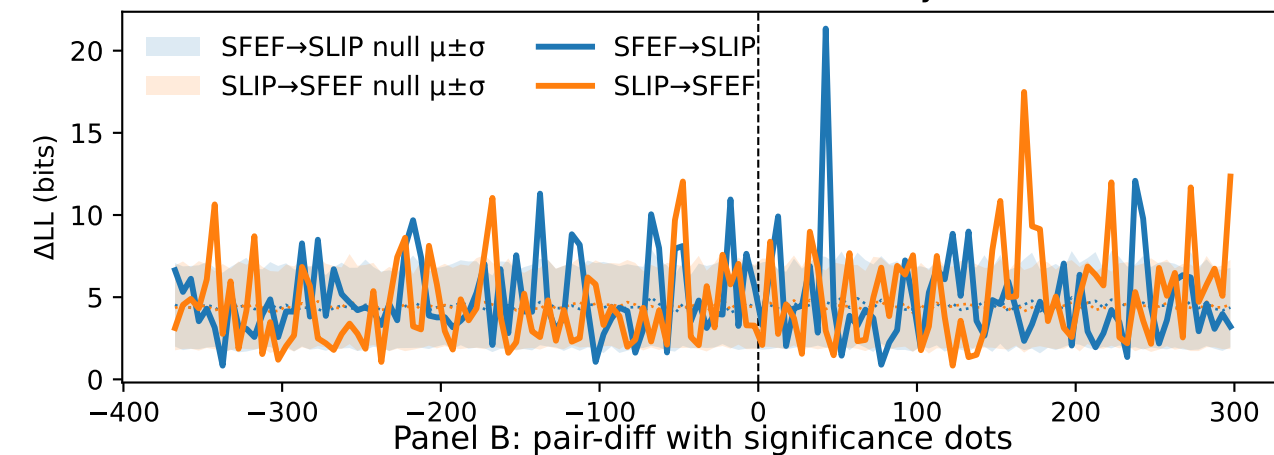 20
15
10
5
0
ΔLL (bits)
SFEF→SLIP null μ±σ
SLIP→SFEF null μ±σ
SFEF→SLIP
SLIP→SFEF
−400 −300 −200 −100 0 100 200 300
Panel B: pair-diff with significance dots